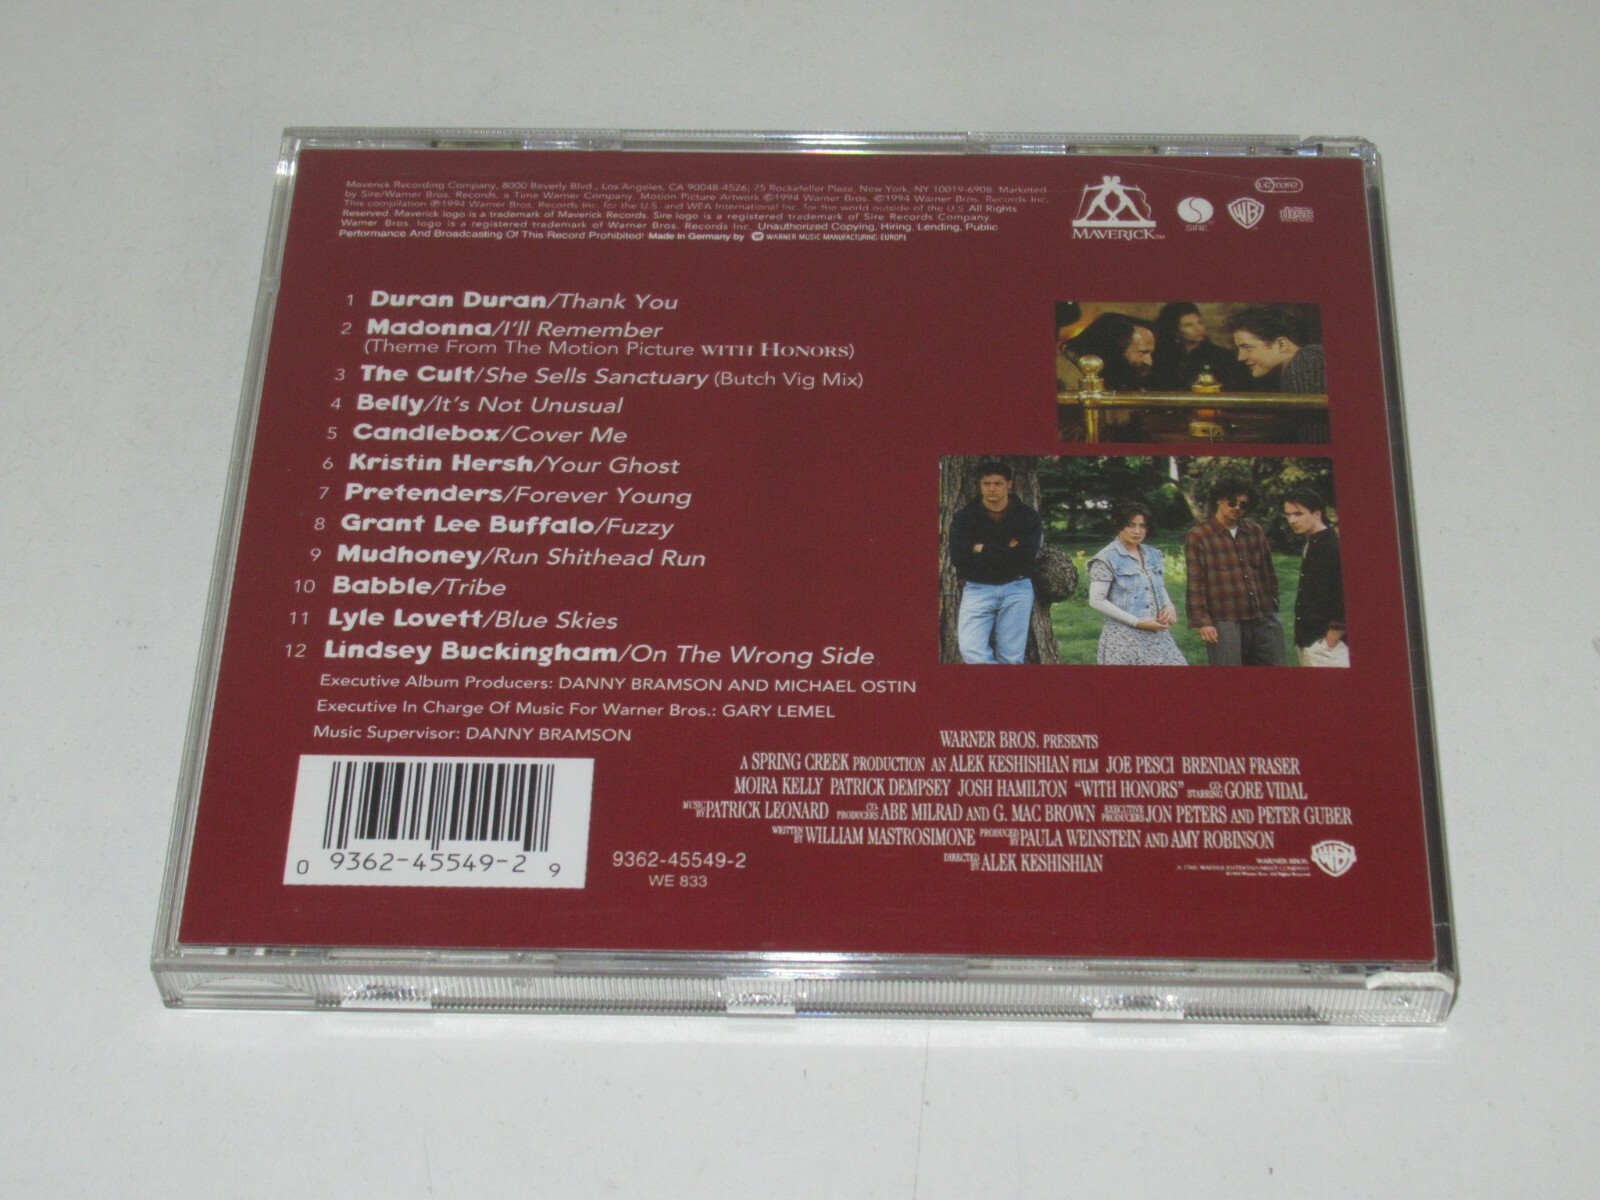 Maverick Recording Company, 8000 Beverly Blvd., Los Angeles, CA 90048-4526; 75 Rockefeller Plaza, New York, NY 10019-6908. Marketed
by Sire/Warner Bros. Records, a Time Warner Company. Motion Picture Artwork ©1994 Warner Bros. ©1994 Warner Bros. Records Inc.
This compilation ℗1994 Warner Bros. Records Inc. for the U.S. and WEA International Inc. for the world outside of the U.S. All Rights
Reserved. Maverick logo is a trademark of Maverick Records. Sire logo is a registered trademark of Sire Records Company.
Warner Bros. logo is a registered trademark of Warner Bros. Records Inc. Unauthorized Copying, Hiring, Lending, Public
Performance And Broadcasting Of This Record Prohibited! Made in Germany by WARNER MUSIC MANUFACTURING EUROPE
MAVERICK™
SIRE
WB
1 Duran Duran/Thank You
2 Madonna/I'll Remember
(Theme From The Motion Picture WITH HONORS)
3 The Cult/She Sells Sanctuary (Butch Vig Mix)
4 Belly/It's Not Unusual
5 Candlebox/Cover Me
6 Kristin Hersh/Your Ghost
7 Pretenders/Forever Young
8 Grant Lee Buffalo/Fuzzy
9 Mudhoney/Run Shithead Run
10 Babble/Tribe
11 Lyle Lovett/Blue Skies
12 Lindsey Buckingham/On The Wrong Side
Executive Album Producers: DANNY BRAMSON AND MICHAEL OSTIN
Executive In Charge Of Music For Warner Bros.: GARY LEMEL
Music Supervisor: DANNY BRAMSON
0 9362-45549-2 9
9362-45549-2
WE 833
WARNER BROS. PRESENTS
A SPRING CREEK PRODUCTION AN ALEK KESHISHIAN FILM JOE PESCI BRENDAN FRASER
MOIRA KELLY PATRICK DEMPSEY JOSH HAMILTON "WITH HONORS" CO-STARRING GORE VIDAL
MUSIC BY PATRICK LEONARD CO-PRODUCERS ABE MILRAD AND G. MAC BROWN EXECUTIVE PRODUCERS JON PETERS AND PETER GUBER
WRITTEN BY WILLIAM MASTROSIMONE PRODUCED BY PAULA WEINSTEIN AND AMY ROBINSON
DIRECTED BY ALEK KESHISHIAN
WARNER BROS.
A TIME WARNER ENTERTAINMENT COMPANY